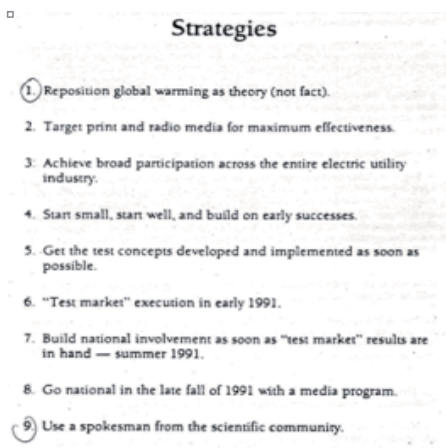 Strategies
1. Reposition global warming as theory (not fact).
2. Target print and radio media for maximum effectiveness.
3. Achieve broad participation across the entire electric utility
industry.
4. Start small, start well, and build on early successes.
5. Get the test concepts developed and implemented as soon as
possible.
6. "Test market" execution in early 1991.
7. Build national involvement as soon as "test market" results are
in hand — summer 1991.
8. Go national in the late fall of 1991 with a media program.
9. Use a spokesman from the scientific community.